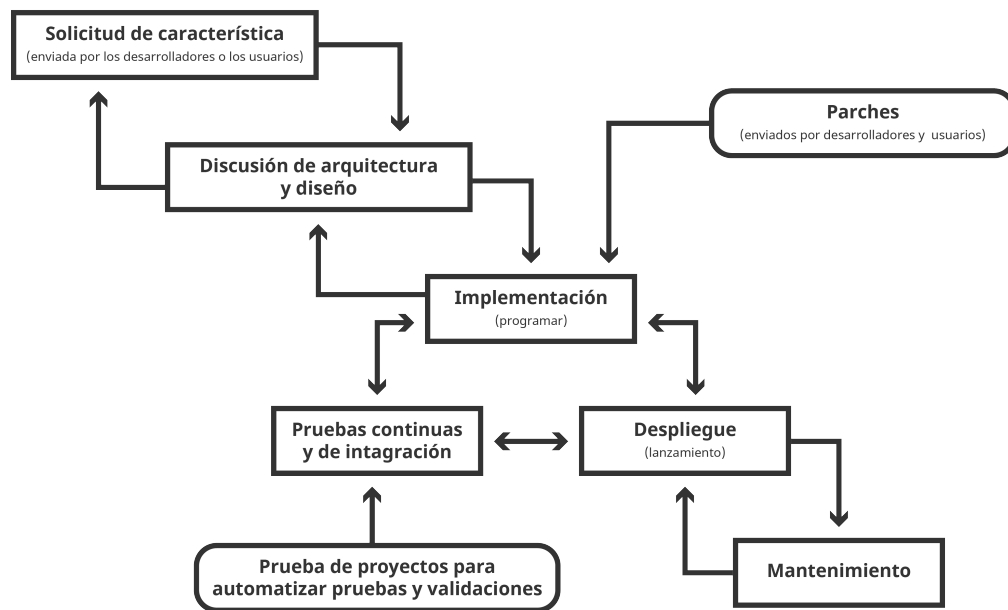 Solicitud de característica
(enviada por los desarrolladores o los usuarios)
Parches
(enviados por desarrolladores y usuarios)
Discusión de arquitectura
y diseño
Implementación
(programar)
Pruebas continuas
y de intagración
Despliegue
(lanzamiento)
Prueba de proyectos para
automatizar pruebas y validaciones
Mantenimiento